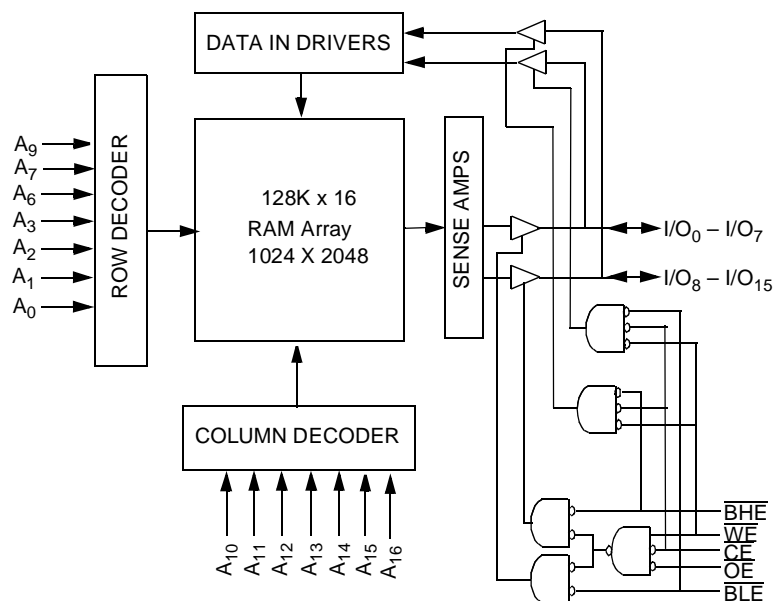 DATA IN DRIVERS
ROW DECODER
A9
A7
A6
A3
A2
A1
A0
128K x 16
RAM Array
1024 X 2048
SENSE AMPS
I/O0 – I/O7
I/O8 – I/O15
COLUMN DECODER
A10
A11
A12
A13
A14
A15
A16
BHE
WE
CE
OE
BLE